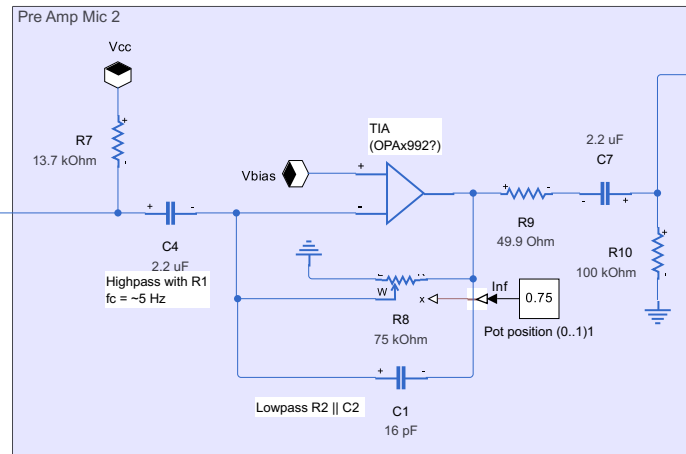 Pre Amp Mic 2
Vcc
+
R7
13.7 kOhm
-
TIA
(OPAx992?)
Vbias
+
-
2.2 uF
C7
+ -
- +
R9
49.9 Ohm
+ -
C4
2.2 uF
Highpass with R1
fc = ~5 Hz
+
R10
100 kOhm
-
W
x
Inf
0.75
R8
75 kOhm
Pot position (0..1)1
+ -
Lowpass R2 || C2
C1
16 pF